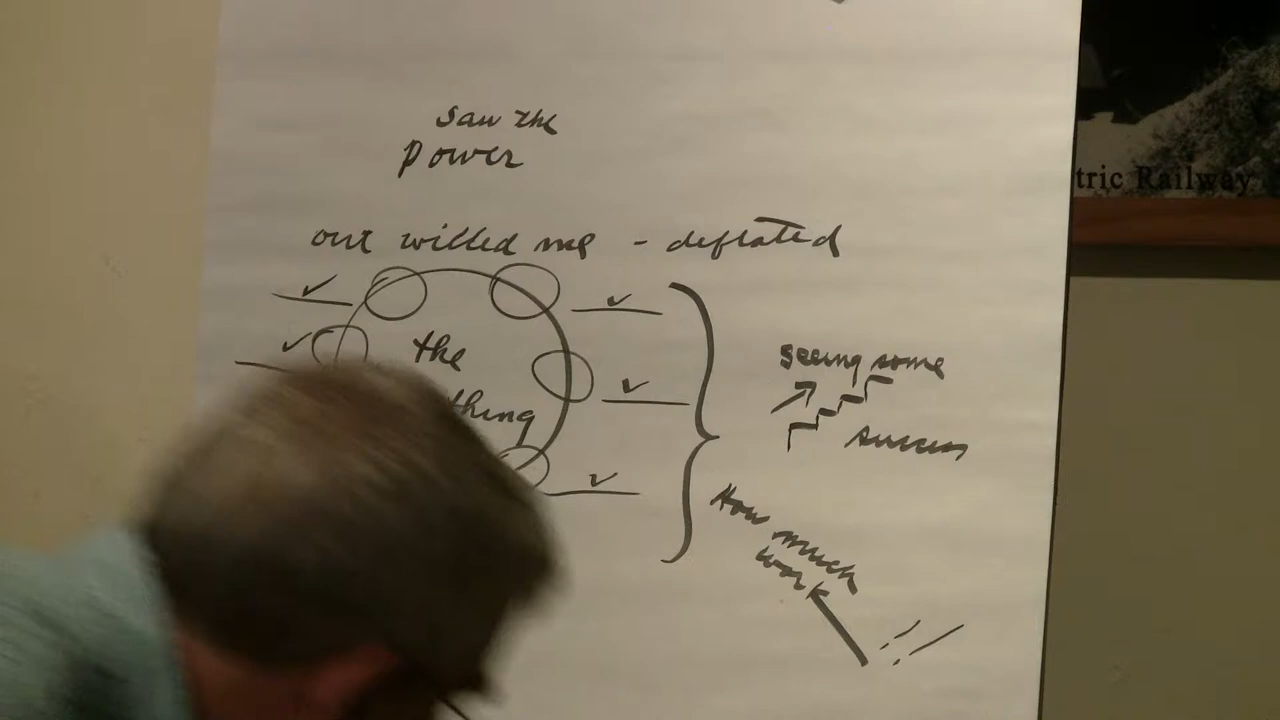 saw the
power
out willed me - deflated
the
thing
seeing some
success
How much
work
!!
tric Railway